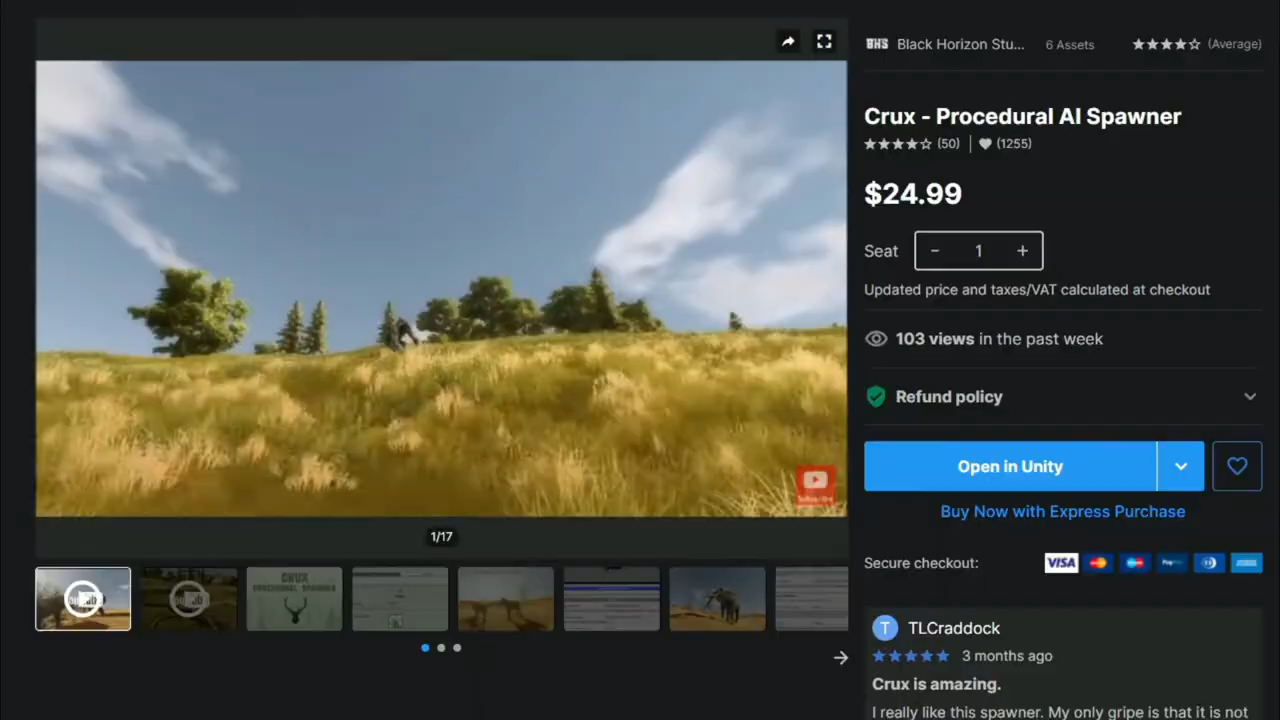 BHS Black Horizon Stu... 6 Assets (Average)
Crux - Procedural AI Spawner
(50) | (1255)
$24.99
Seat - 1 +
Updated price and taxes/VAT calculated at checkout
103 views in the past week
Refund policy
Open in Unity
Buy Now with Express Purchase
Secure checkout: VISA
1/17
CRUX
PROCEDURAL SPAWNER
T TLCraddock
3 months ago
Crux is amazing.
I really like this spawner. My only gripe is that it is not